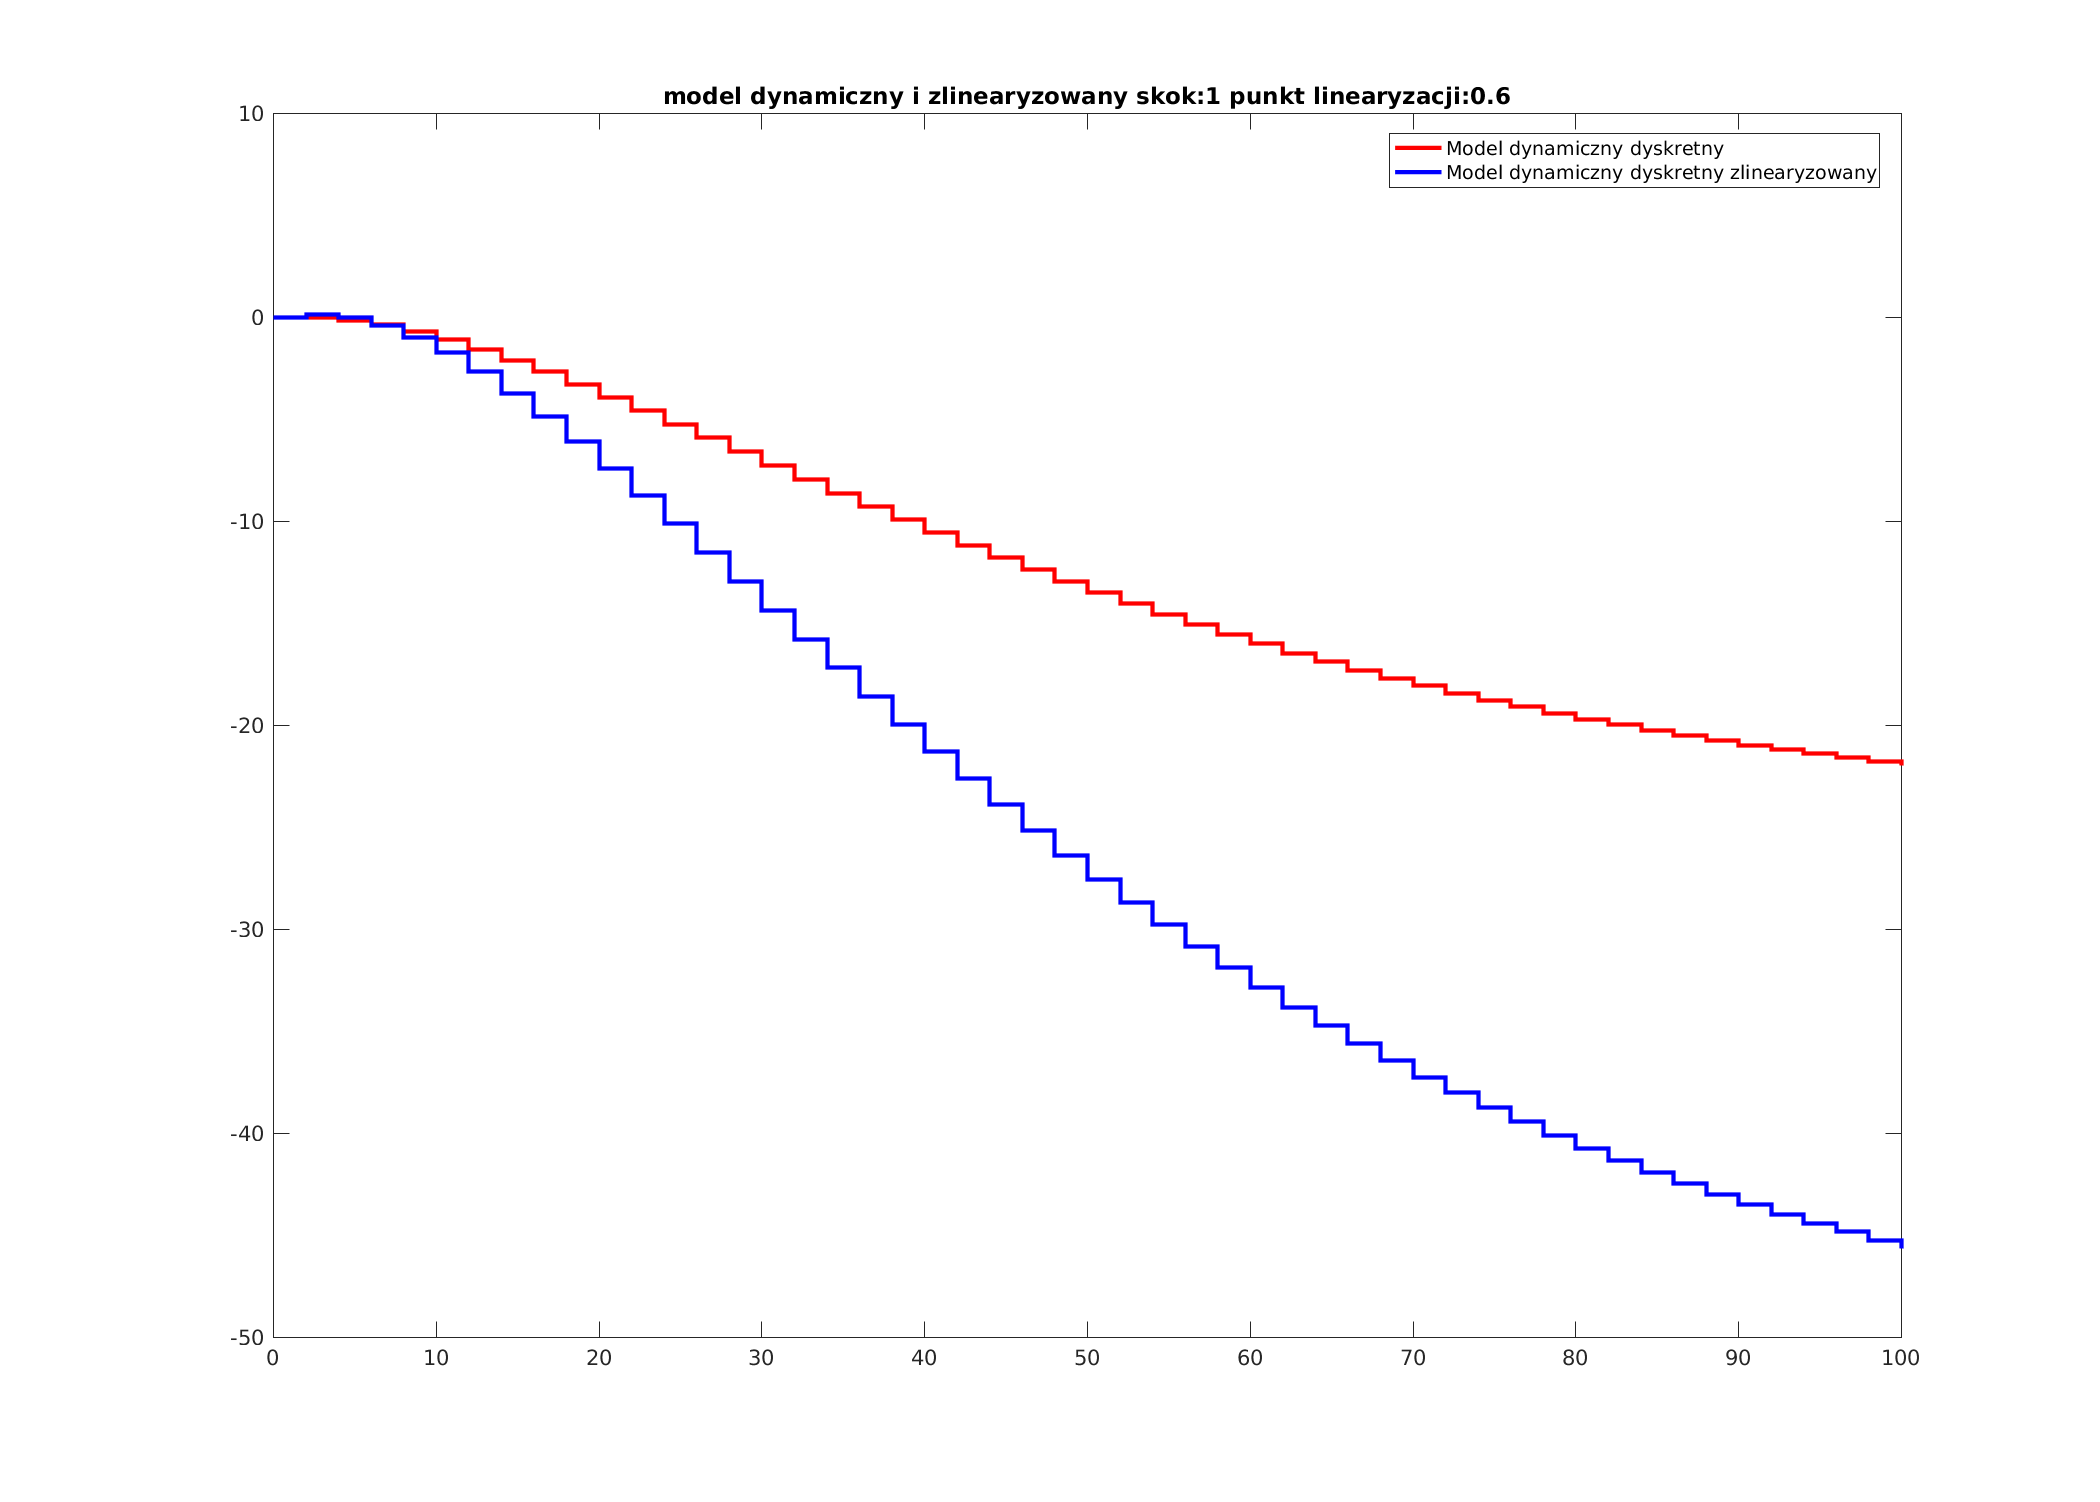 model dynamiczny i zlinearyzowany skok:1 punkt linearyzacji:0.6
10
Model dynamiczny dyskretny
Model dynamiczny dyskretny zlinearyzowany
0
-10
-20
-30
-40
-50
0 10 20 30 40 50 60 70 80 90 100